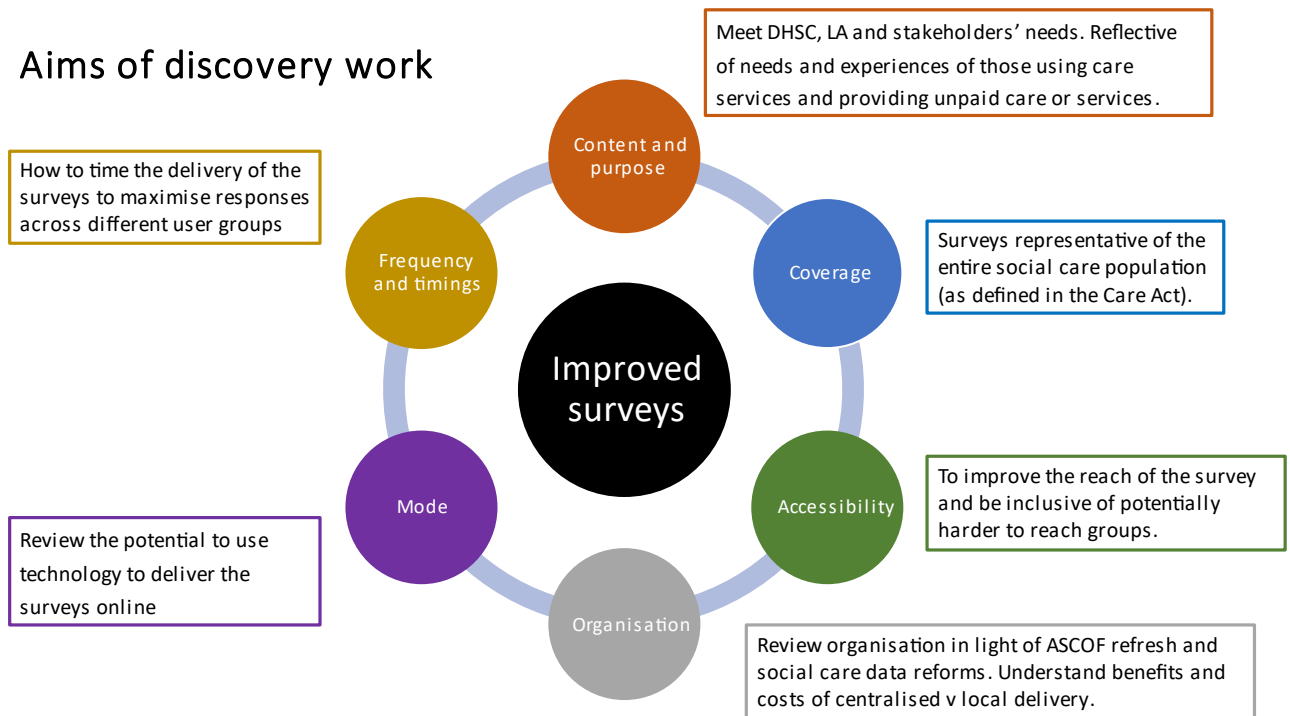 Aims of discovery work
Meet DHSC, LA and stakeholders’ needs. Reflective
of needs and experiences of those using care
services and providing unpaid care or services.
Content and
purpose
How to time the delivery of the
surveys to maximise responses
across different user groups
Frequency
and timings
Coverage
Surveys representative of the
entire social care population
(as defined in the Care Act).
Improved
surveys
Mode
Review the potential to use
technology to deliver the
surveys online
Accessibility
To improve the reach of the survey
and be inclusive of potentially
harder to reach groups.
Organisation
Review organisation in light of ASCOF refresh and
social care data reforms. Understand benefits and
costs of centralised v local delivery.